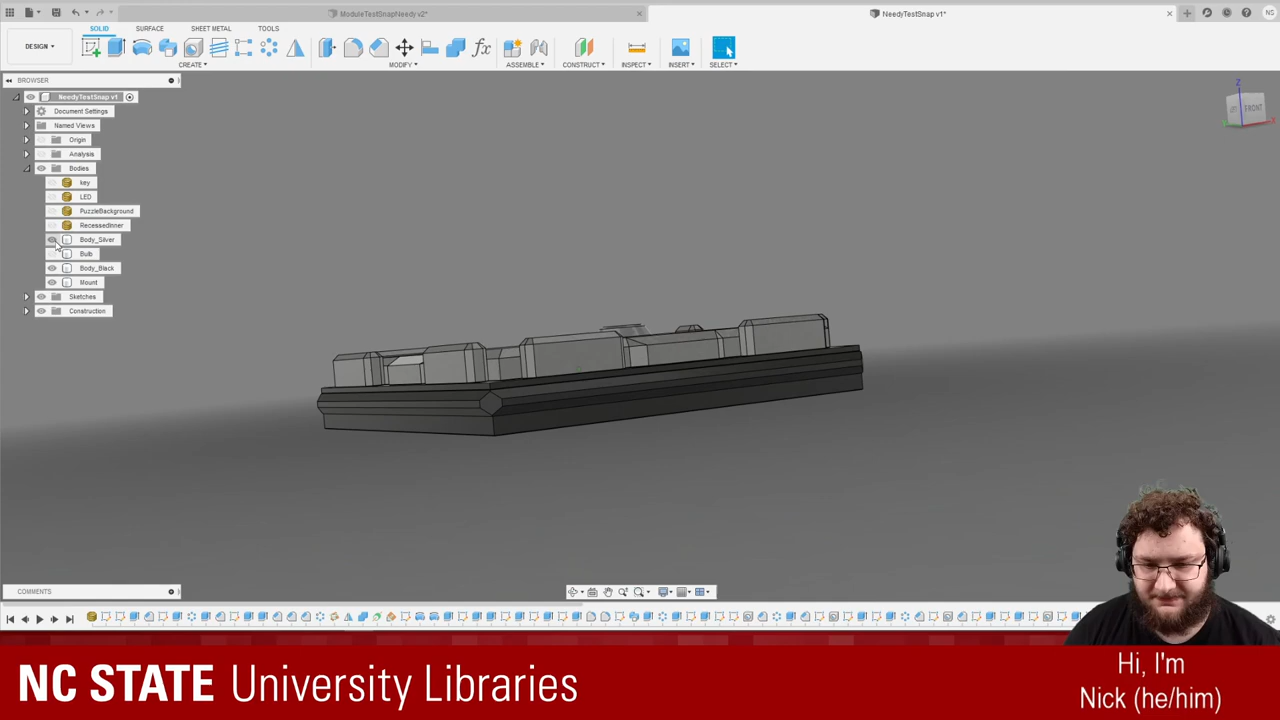 ModuleTestSnapNeedy v2*
NeedyTestSnap v1*
DESIGN
SOLID
SURFACE
SHEET METAL
TOOLS
CREATE
MODIFY
ASSEMBLE
CONSTRUCT
INSPECT
INSERT
SELECT
NS
BROWSER
NeedyTestSnap v1
Document Settings
Named Views
Origin
Analysis
Bodies
key
LED
PuzzleBackground
RecessedInner
Body_Silver
Bulb
Body_Black
Mount
Sketches
Construction
Z
FRONT
X
COMMENTS
NC STATE University Libraries
Hi, I'm
Nick (he/him)